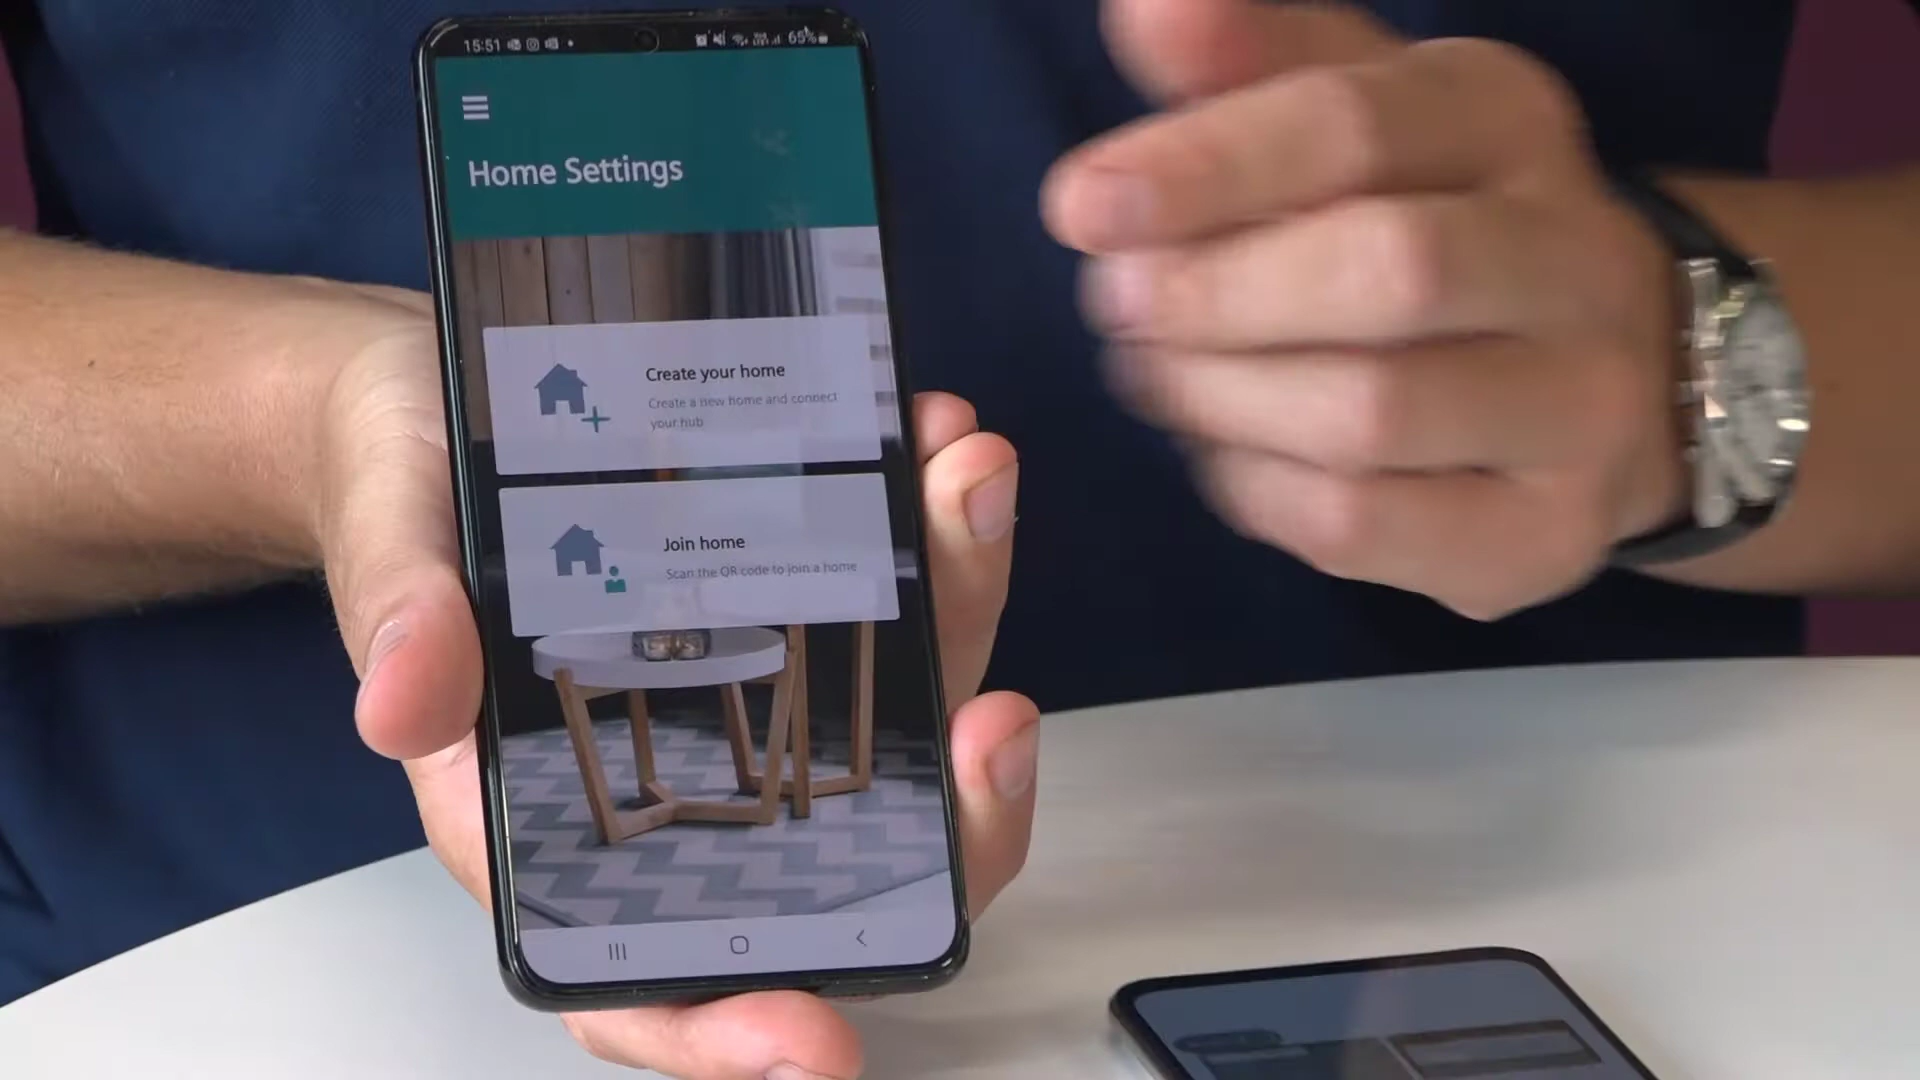 15:51
65%
Home Settings
Create your home
Create a new home and connect
your hub
Join home
Scan the QR code to join a home